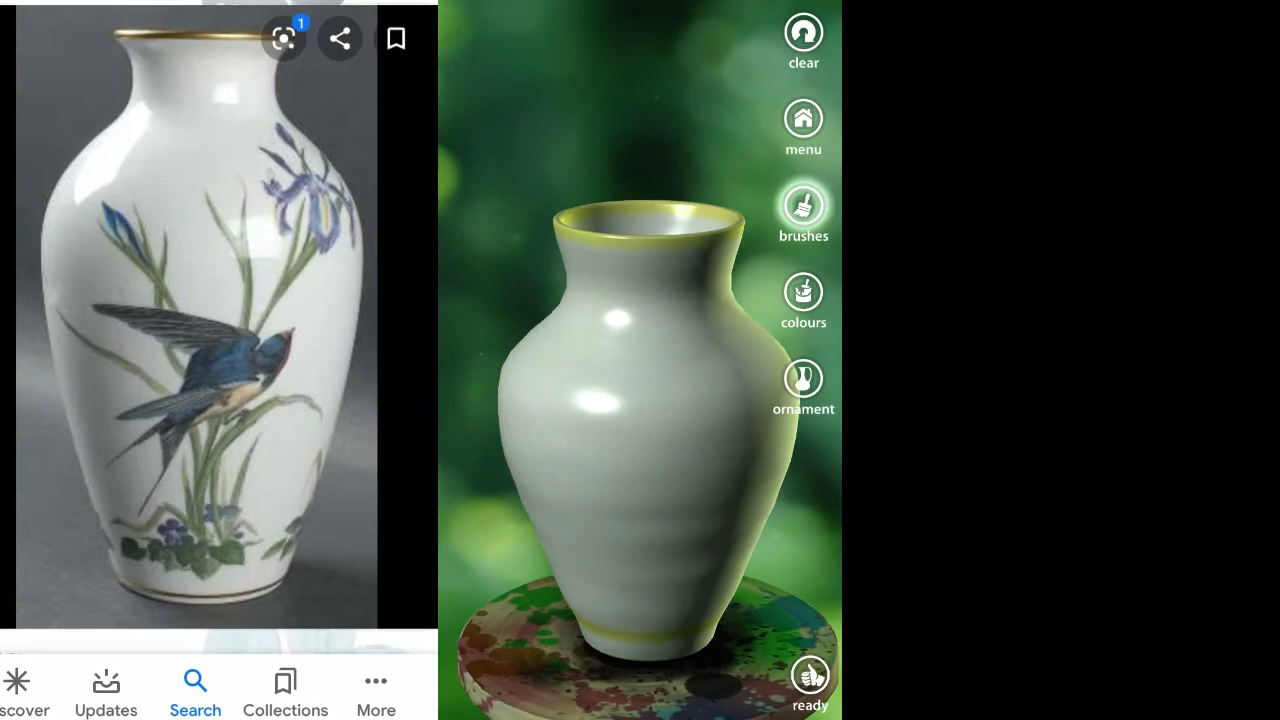 1
scover
Updates
Search
Collections
More
clear
menu
brushes
colours
ornament
ready